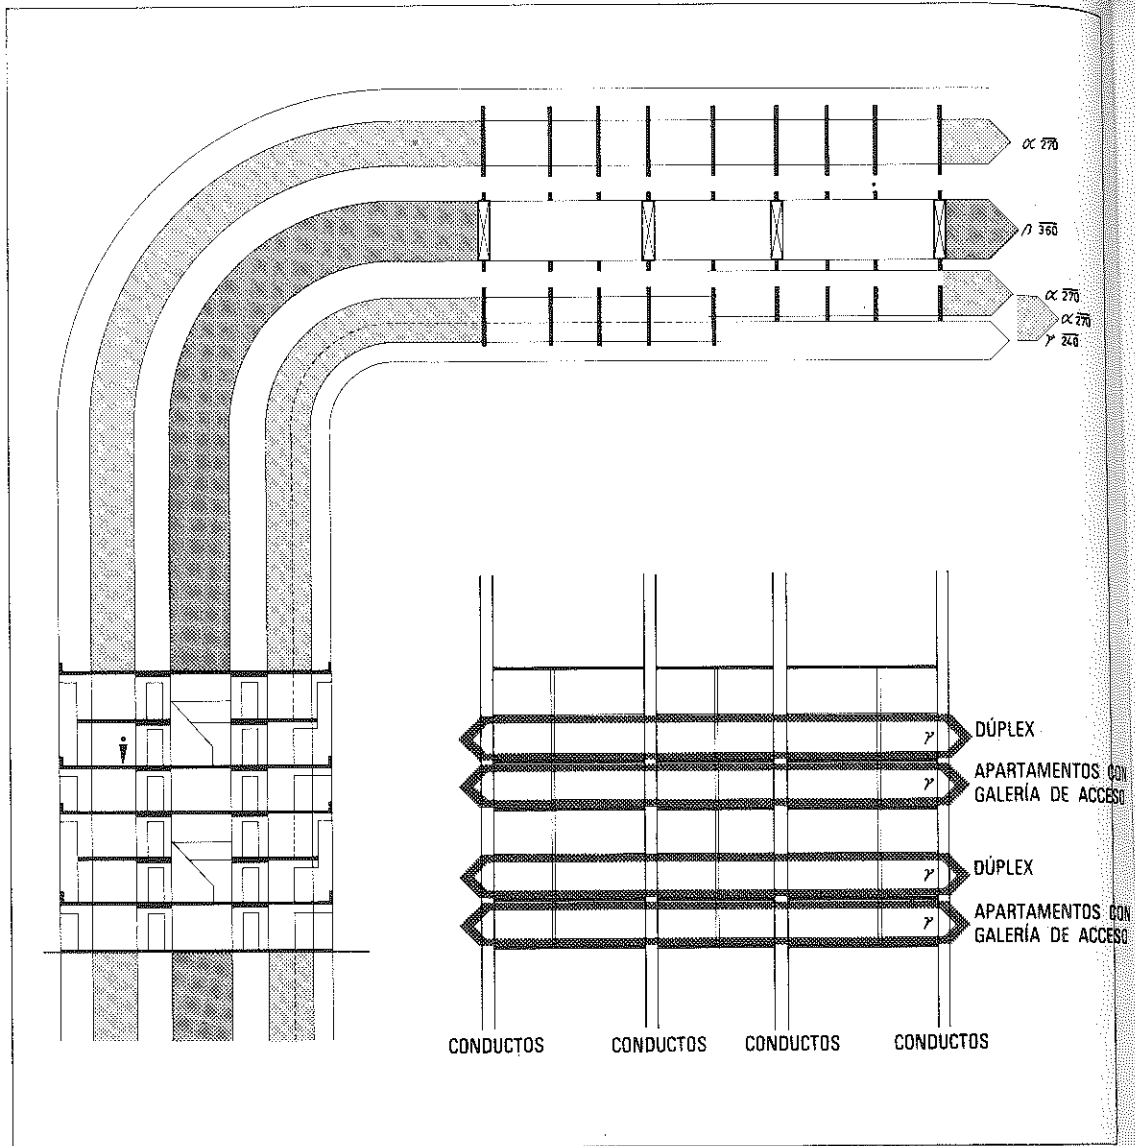 α 270
β 360
α 270
α 270
γ 240
γ
DÚPLEX
γ
APARTAMENTOS CON
GALERÍA DE ACCESO
γ
DÚPLEX
γ
APARTAMENTOS CON
GALERÍA DE ACCESO
CONDUCTOS
CONDUCTOS
CONDUCTOS
CONDUCTOS